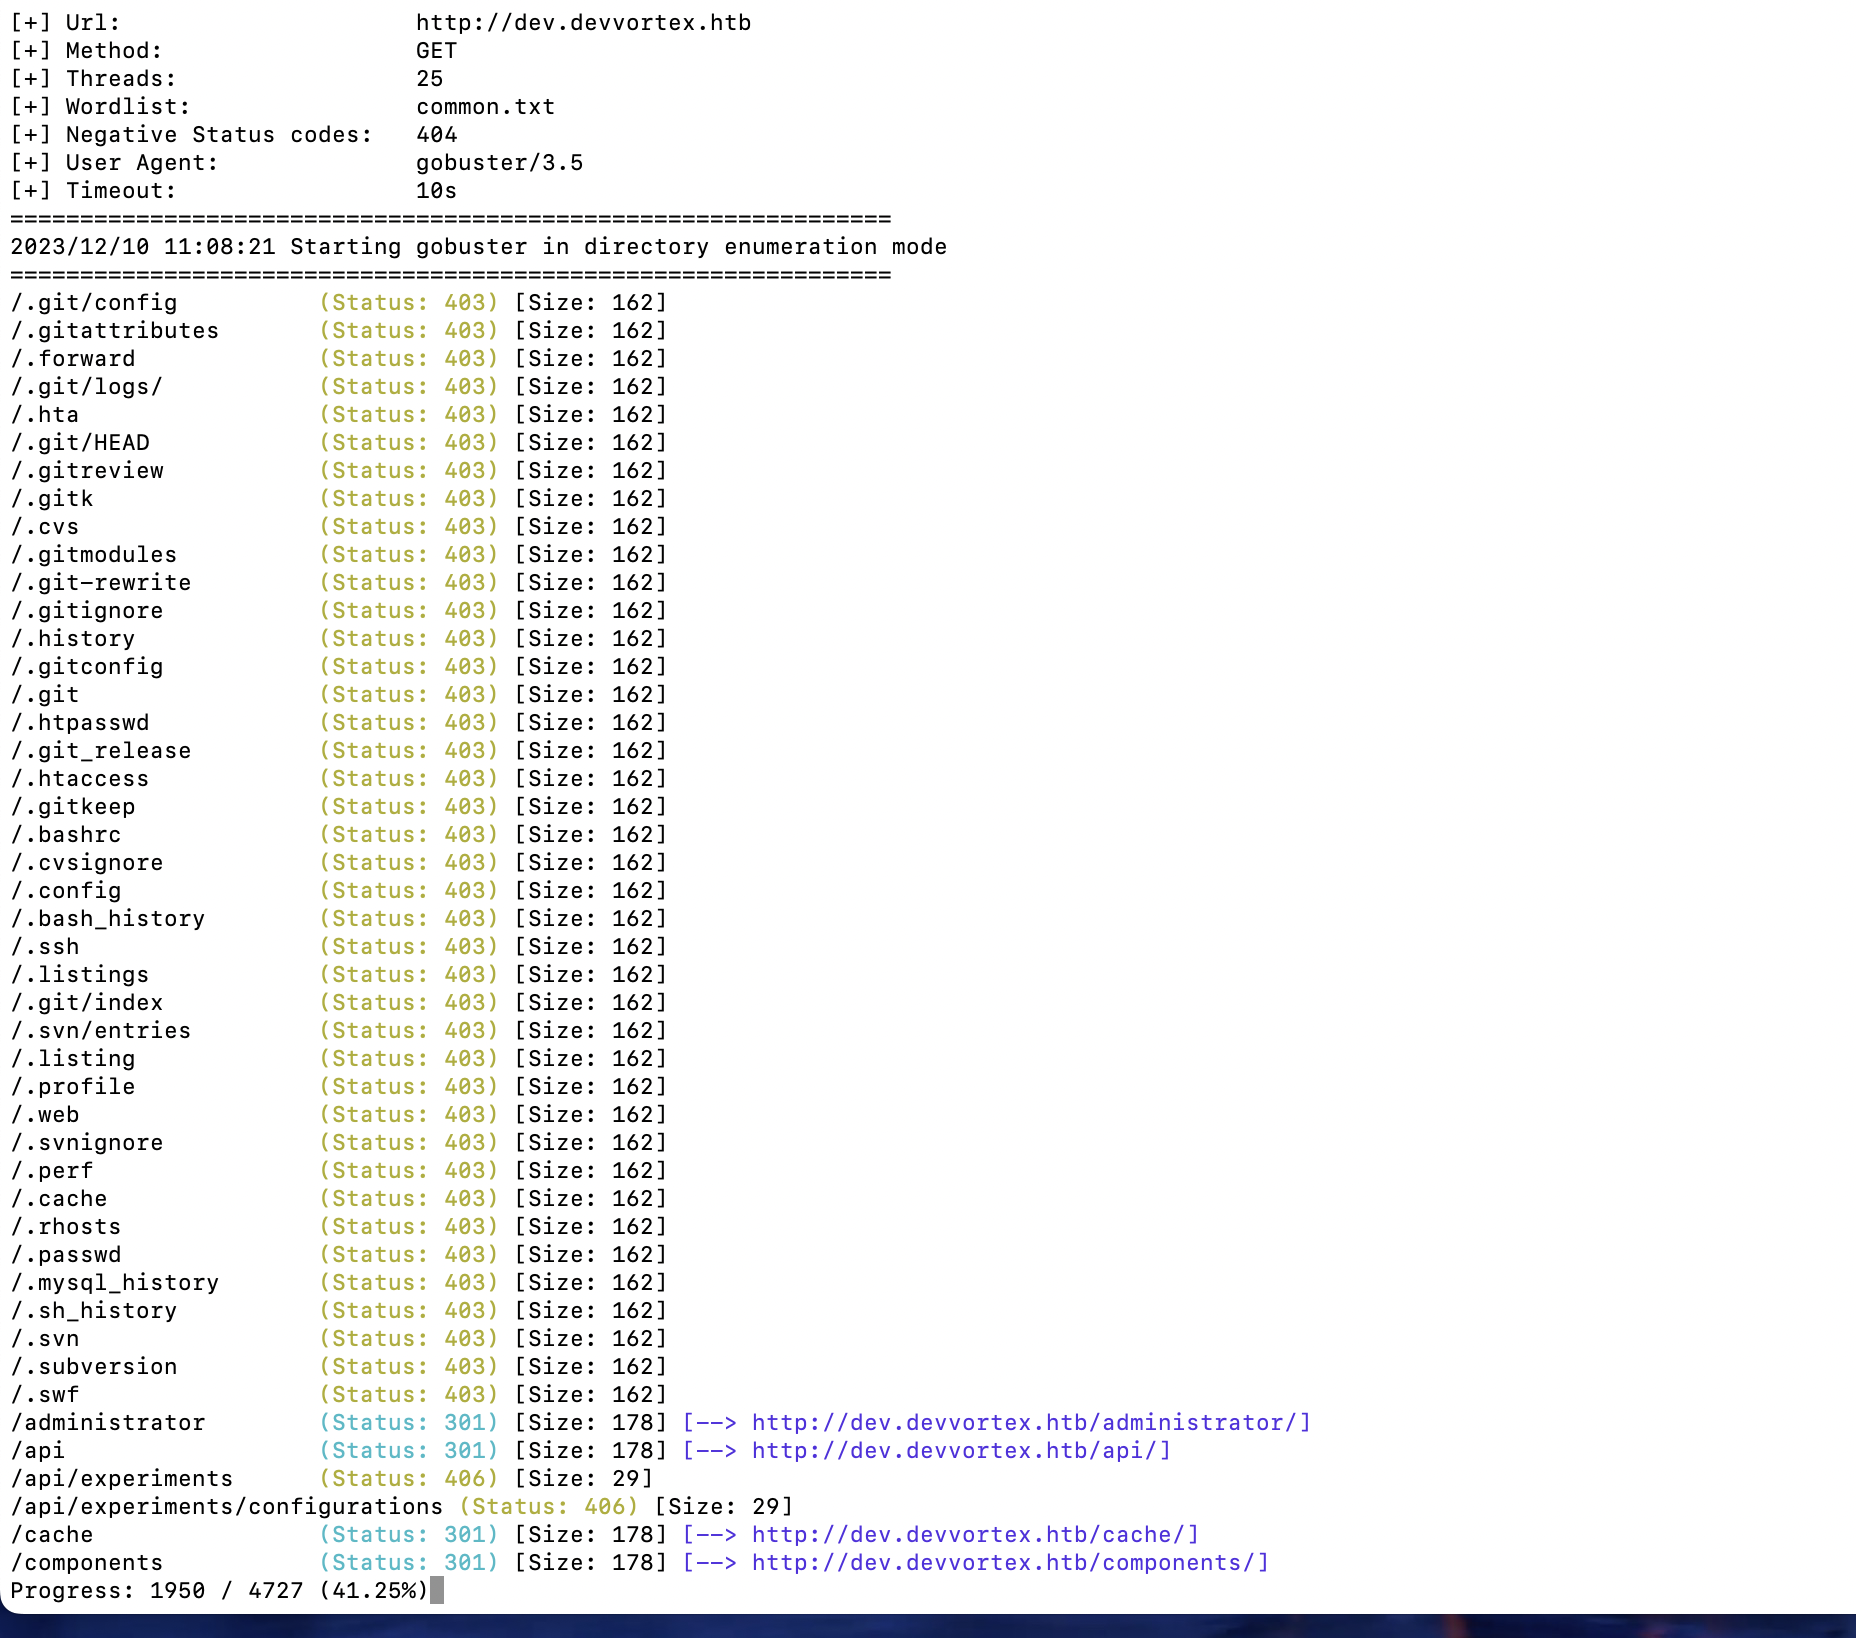 [+] Url:                     http://dev.devvortex.htb
[+] Method:                  GET
[+] Threads:                 25
[+] Wordlist:                common.txt
[+] Negative Status codes:   404
[+] User Agent:              gobuster/3.5
[+] Timeout:                 10s
===============================================================
2023/12/10 11:08:21 Starting gobuster in directory enumeration mode
===============================================================
/.git/config          (Status: 403) [Size: 162]
/.gitattributes       (Status: 403) [Size: 162]
/.forward             (Status: 403) [Size: 162]
/.git/logs/           (Status: 403) [Size: 162]
/.hta                 (Status: 403) [Size: 162]
/.git/HEAD            (Status: 403) [Size: 162]
/.gitreview           (Status: 403) [Size: 162]
/.gitk                (Status: 403) [Size: 162]
/.cvs                 (Status: 403) [Size: 162]
/.gitmodules          (Status: 403) [Size: 162]
/.git-rewrite         (Status: 403) [Size: 162]
/.gitignore           (Status: 403) [Size: 162]
/.history             (Status: 403) [Size: 162]
/.gitconfig           (Status: 403) [Size: 162]
/.git                 (Status: 403) [Size: 162]
/.htpasswd            (Status: 403) [Size: 162]
/.git_release         (Status: 403) [Size: 162]
/.htaccess            (Status: 403) [Size: 162]
/.gitkeep             (Status: 403) [Size: 162]
/.bashrc              (Status: 403) [Size: 162]
/.cvsignore           (Status: 403) [Size: 162]
/.config              (Status: 403) [Size: 162]
/.bash_history        (Status: 403) [Size: 162]
/.ssh                 (Status: 403) [Size: 162]
/.listings            (Status: 403) [Size: 162]
/.git/index           (Status: 403) [Size: 162]
/.svn/entries         (Status: 403) [Size: 162]
/.listing             (Status: 403) [Size: 162]
/.profile             (Status: 403) [Size: 162]
/.web                 (Status: 403) [Size: 162]
/.svnignore           (Status: 403) [Size: 162]
/.perf                (Status: 403) [Size: 162]
/.cache               (Status: 403) [Size: 162]
/.rhosts              (Status: 403) [Size: 162]
/.passwd              (Status: 403) [Size: 162]
/.mysql_history       (Status: 403) [Size: 162]
/.sh_history          (Status: 403) [Size: 162]
/.svn                 (Status: 403) [Size: 162]
/.subversion          (Status: 403) [Size: 162]
/.swf                 (Status: 403) [Size: 162]
/administrator        (Status: 301) [Size: 178] [--> http://dev.devvortex.htb/administrator/]
/api                  (Status: 301) [Size: 178] [--> http://dev.devvortex.htb/api/]
/api/experiments      (Status: 406) [Size: 29]
/api/experiments/configurations (Status: 406) [Size: 29]
/cache                (Status: 301) [Size: 178] [--> http://dev.devvortex.htb/cache/]
/components           (Status: 301) [Size: 178] [--> http://dev.devvortex.htb/components/]
Progress: 1950 / 4727 (41.25%)